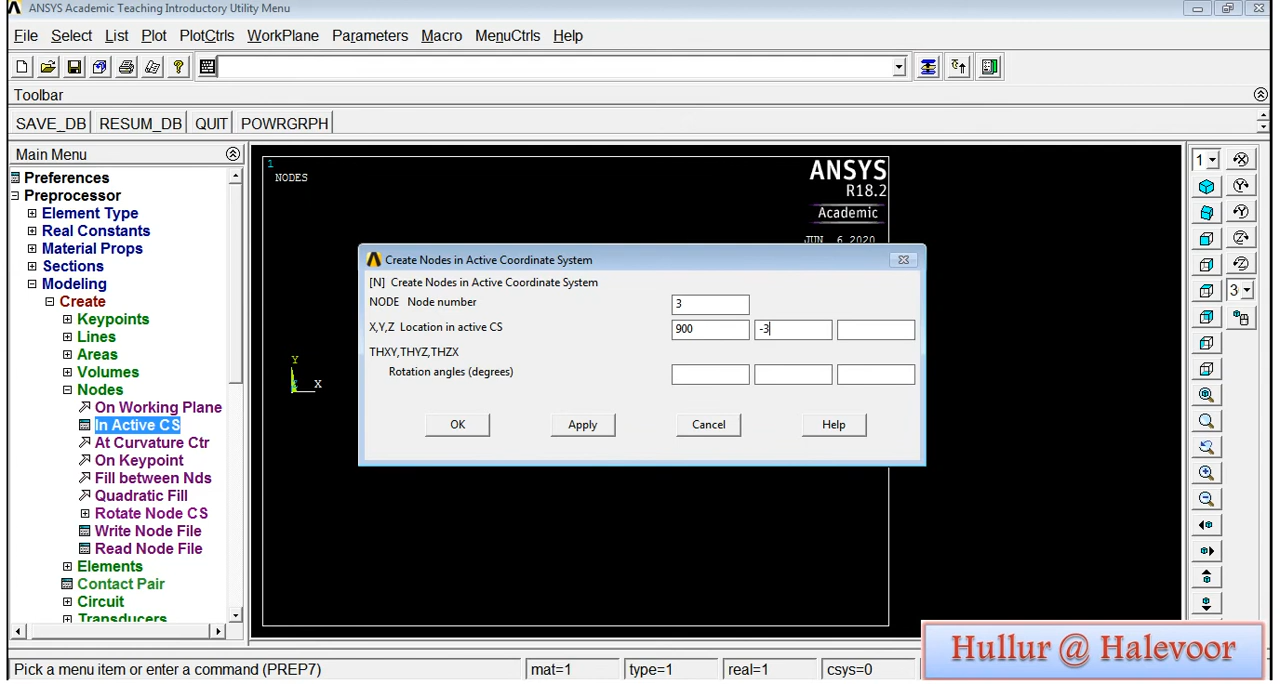 ANSYS Academic Teaching Introductory Utility Menu
File Select List Plot PlotCtrls WorkPlane Parameters Macro MenuCtrls Help
Toolbar
SAVE_DB RESUM_DB QUIT POWRGRPH
Main Menu
Preferences
Preprocessor
Element Type
Real Constants
Material Props
Sections
Modeling
Create
Keypoints
Lines
Areas
Volumes
Nodes
On Working Plane
In Active CS
At Curvature Ctr
On Keypoint
Fill between Nds
Quadratic Fill
Rotate Node CS
Write Node File
Read Node File
Elements
Contact Pair
Circuit
Transducers
1
NODES
ANSYS
R18.2
Academic
JUN 6 2020
Y
X
Create Nodes in Active Coordinate System
[N] Create Nodes in Active Coordinate System
NODE Node number 3
X,Y,Z Location in active CS 900 -3
THXY,THYZ,THZX
Rotation angles (degrees)
OK Apply Cancel Help
1
3
Pick a menu item or enter a command (PREP7) mat=1 type=1 real=1 csys=0
Hullur @ Halevoor